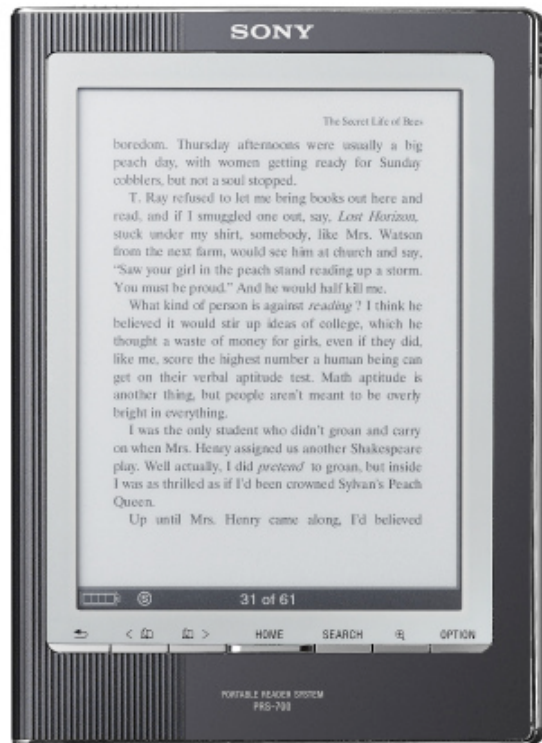 SONY
The Secret Life of Bees
boredom. Thursday afternoons were usually a big
peach day, with women getting ready for Sunday
cobblers, but not a soul stopped.
T. Ray refused to let me bring books out here and
read, and if I smuggled one out, say, Lost Horizon,
stuck under my shirt, somebody, like Mrs. Watson
from the next farm, would see him at church and say,
“Saw your girl in the peach stand reading up a storm.
You must be proud.” And he would half kill me.
What kind of person is against reading ? I think he
believed it would stir up ideas of college, which he
thought a waste of money for girls, even if they did,
like me, score the highest number a human being can
get on their verbal aptitude test. Math aptitude is
another thing, but people aren't meant to be overly
bright in everything.
I was the only student who didn't groan and carry
on when Mrs. Henry assigned us another Shakespeare
play. Well actually, I did pretend to groan, but inside
I was as thrilled as if I'd been crowned Sylvan's Peach
Queen.
Up until Mrs. Henry came along, I'd believed
31 of 61
< > HOME SEARCH OPTION
PORTABLE READER SYSTEM
PRS-700